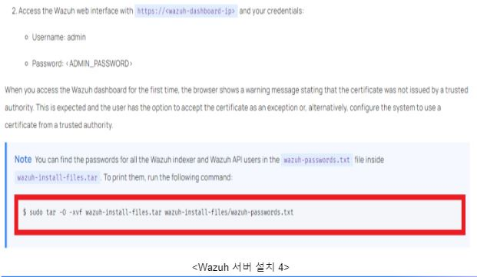 2. Access the Wazuh web interface with https://<wazuh-dashboard-ip> and your credentials:
○ Username: admin
○ Password: <ADMIN_PASSWORD>
When you access the Wazuh dashboard for the first time, the browser shows a warning message stating that the certificate was not issued by a trusted
authority. This is expected and the user has the option to accept the certificate as an exception or, alternatively, configure the system to use a
certificate from a trusted authority.
Note You can find the passwords for all the Wazuh indexer and Wazuh API users in the wazuh-passwords.txt file inside
wazuh-install-files.tar. To print them, run the following command:
$ sudo tar -O -xvf wazuh-install-files.tar wazuh-install-files/wazuh-passwords.txt
<Wazuh 서버 설치 4>